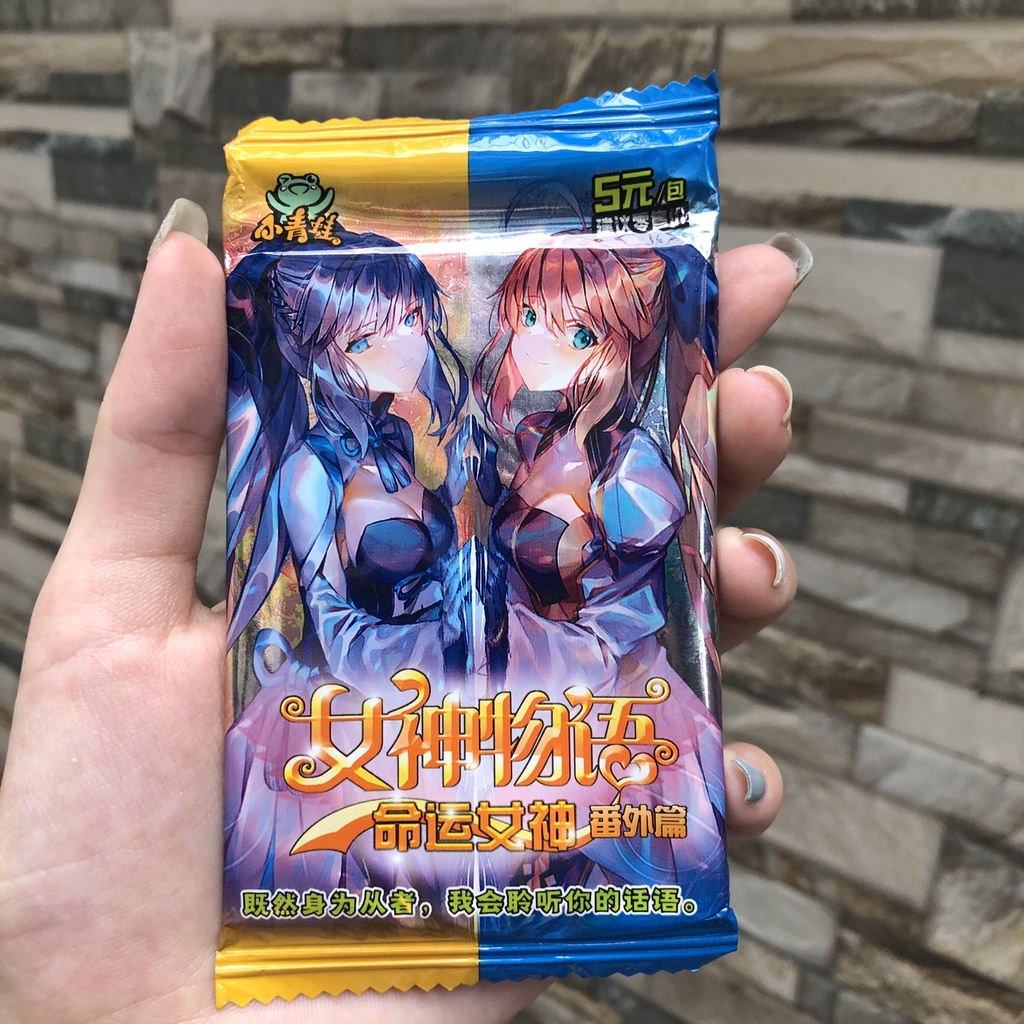 小青蛙
5元/包
女神物语
命运女神 番外篇
既然身为从者，我会聆听你的话语。